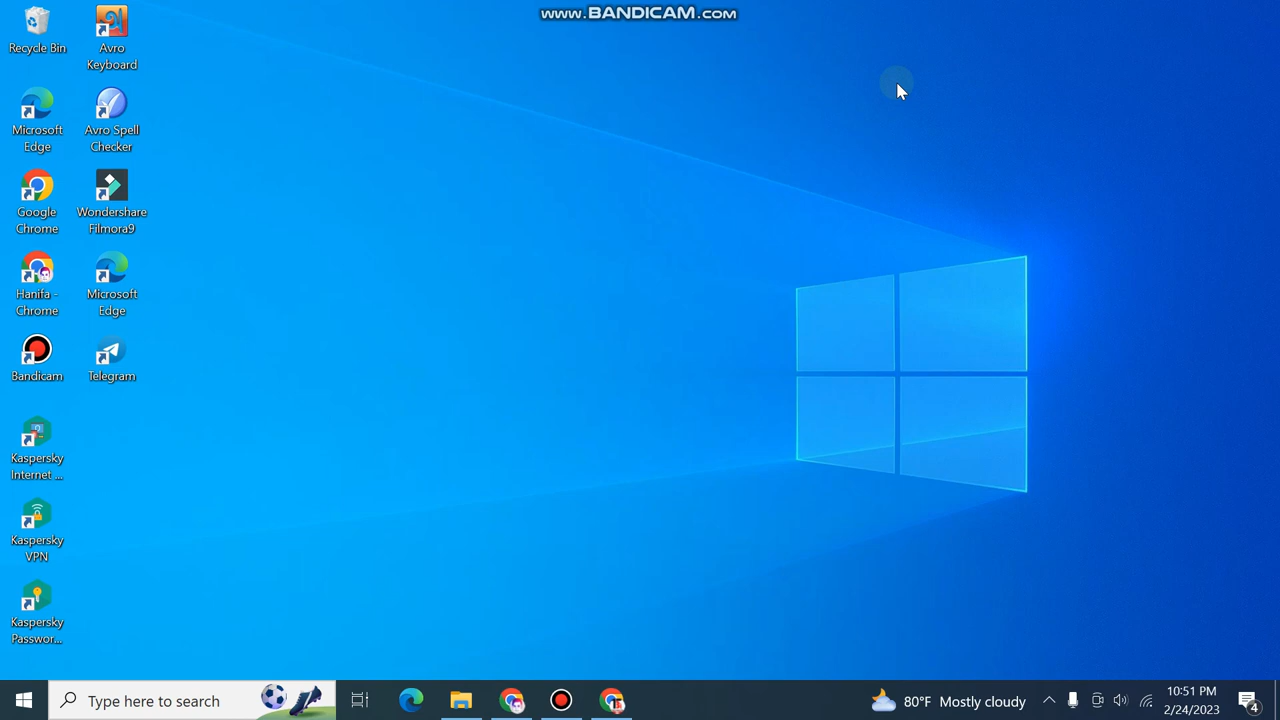 www.BANDICAM.com
Recycle Bin
Avro
Keyboard
Microsoft
Edge
Avro Spell
Checker
Google
Chrome
Wondershare
Filmora9
Hanifa -
Chrome
Microsoft
Edge
Bandicam
Telegram
Kaspersky
Internet ...
Kaspersky
VPN
Kaspersky
Passwor...
Type here to search
80°F Mostly cloudy
10:51 PM
2/24/2023
4